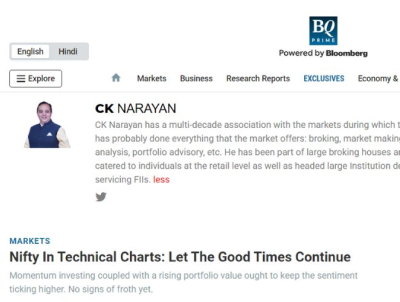 BQ
PRIME
English Hindi
Powered by Bloomberg
Explore Markets Business Research Reports EXCLUSIVES Economy &
CK NARAYAN
CK Narayan has a multi-decade association with the markets during which
has probably done everything that the market offers: broking, market making
analysis, portfolio advisory, etc. He has been part of large broking houses
catered to individuals at the retail level as well as headed large Institution
servicing FIIs. less
MARKETS
Nifty In Technical Charts: Let The Good Times Continue
Momentum investing coupled with a rising portfolio value ought to keep the sentiment
ticking higher. No signs of froth yet.